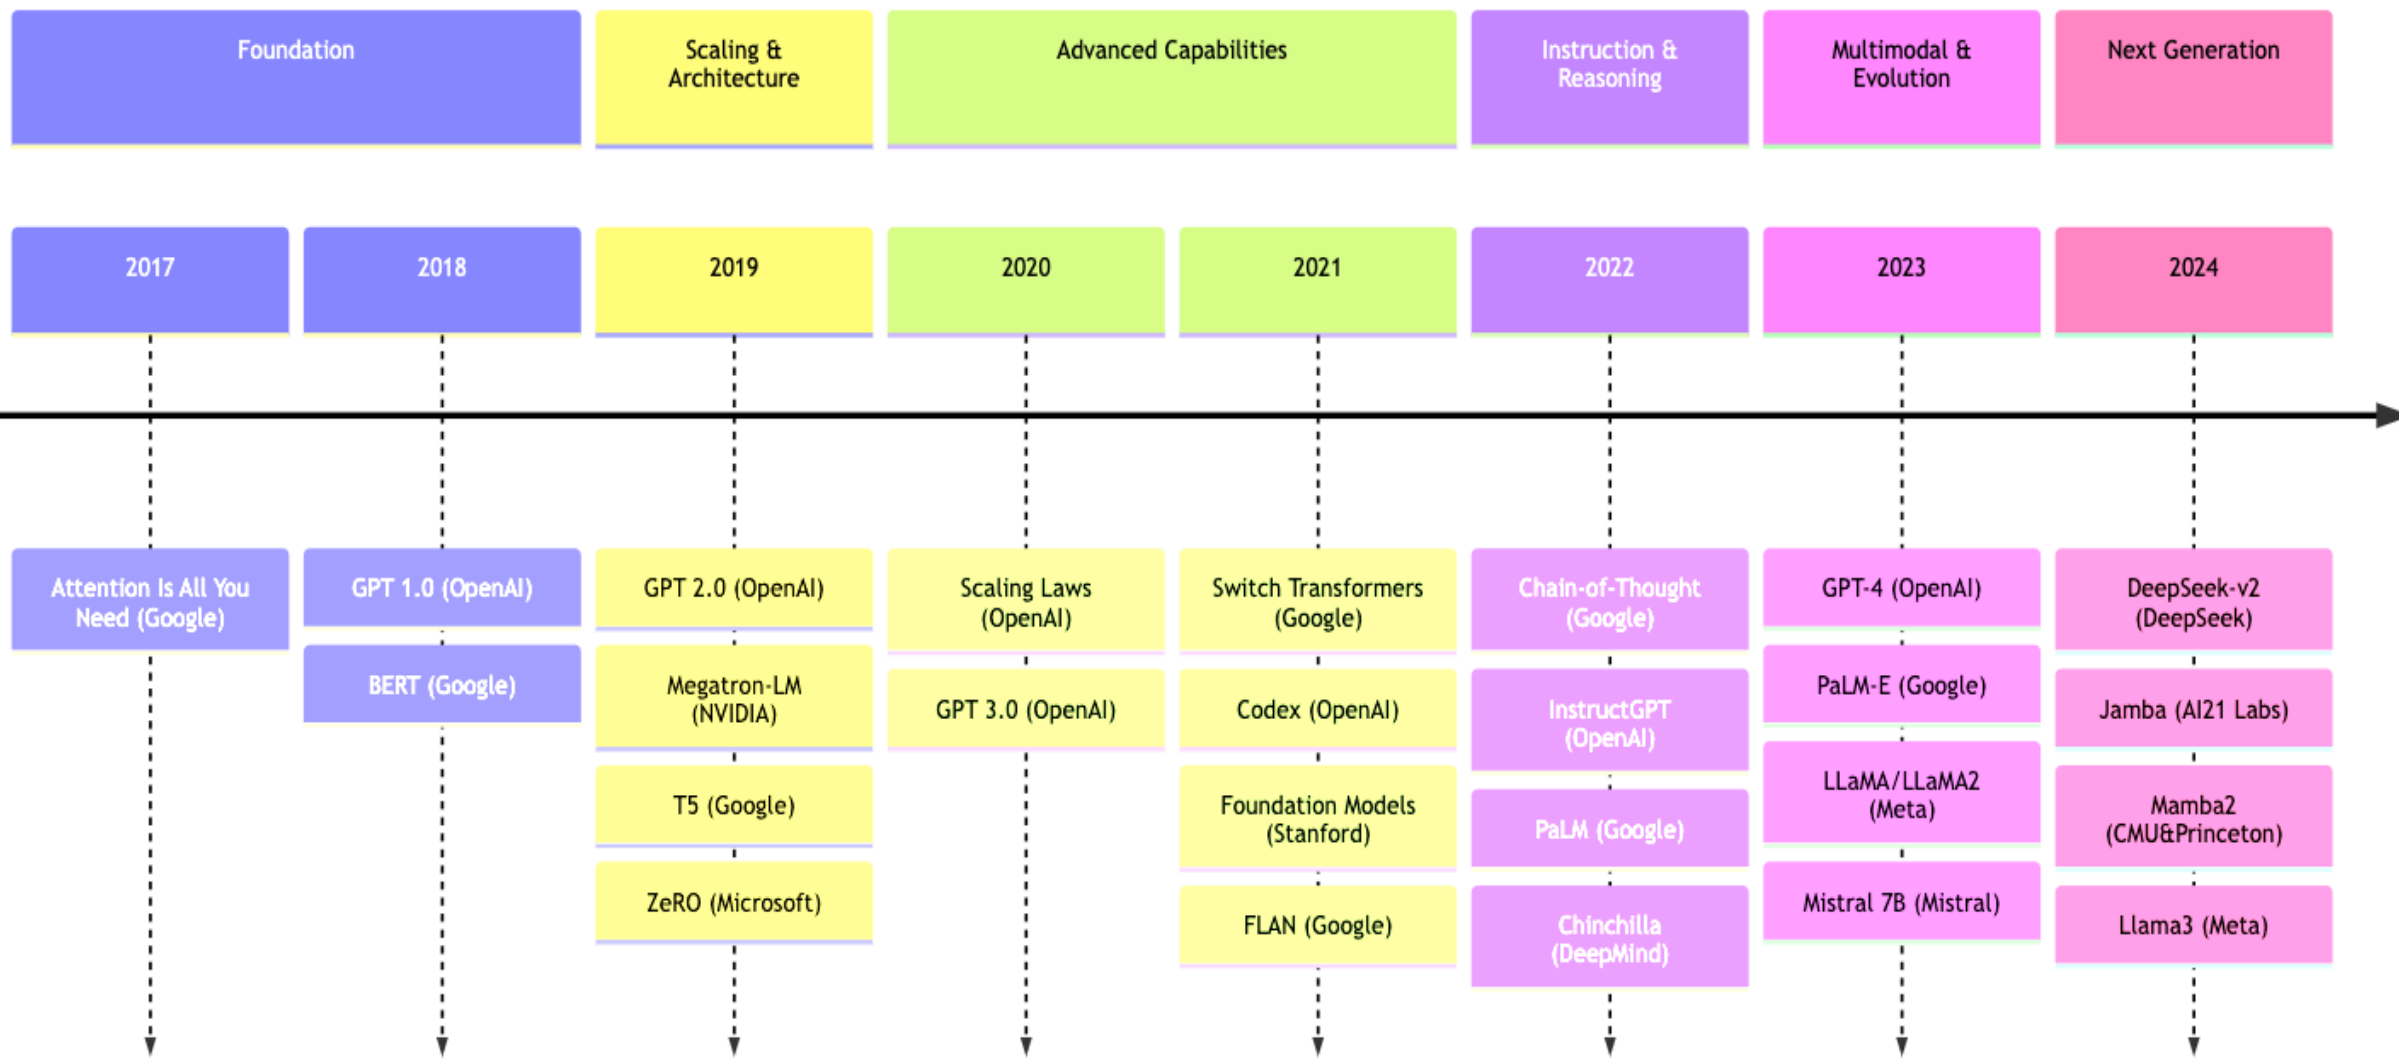 Foundation
Scaling &
Architecture
Advanced Capabilities
Instruction &
Reasoning
Multimodal &
Evolution
Next Generation
2017
2018
2019
2020
2021
2022
2023
2024
Attention Is All You
Need (Google)
GPT 1.0 (OpenAI)
BERT (Google)
GPT 2.0 (OpenAI)
Megatron-LM
(NVIDIA)
T5 (Google)
ZeRO (Microsoft)
Scaling Laws
(OpenAI)
GPT 3.0 (OpenAI)
Switch Transformers
(Google)
Codex (OpenAI)
Foundation Models
(Stanford)
FLAN (Google)
Chain-of-Thought
(Google)
InstructGPT
(OpenAI)
PaLM (Google)
Chinchilla
(DeepMind)
GPT-4 (OpenAI)
PaLM-E (Google)
LLaMA/LLaMA2
(Meta)
Mistral 7B (Mistral)
DeepSeek-v2
(DeepSeek)
Jamba (AI21 Labs)
Mamba2
(CMU&Princeton)
Llama3 (Meta)